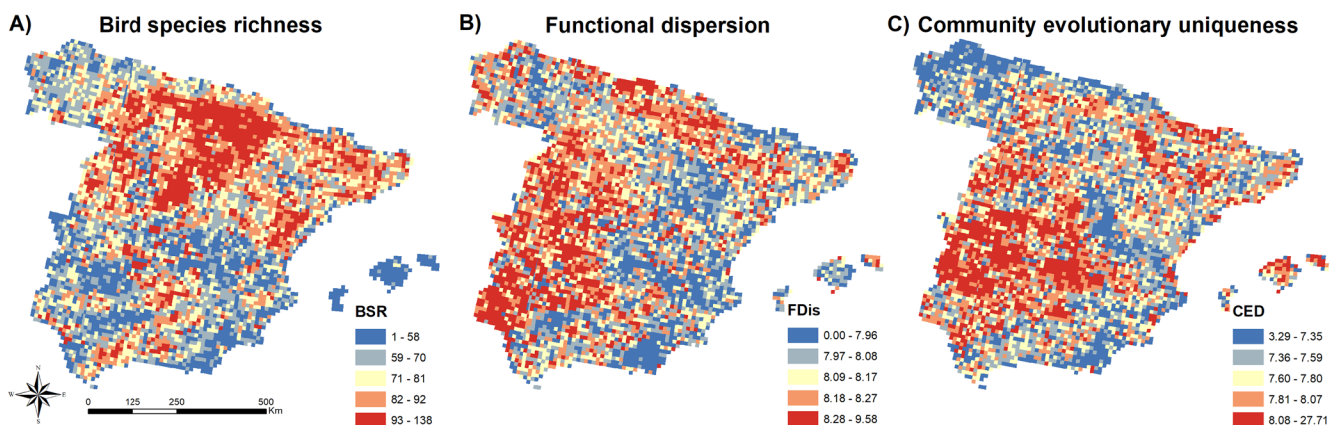 A) Bird species richness
B) Functional dispersion
C) Community evolutionary uniqueness
BSR
1 - 58
59 - 70
71 - 81
82 - 92
93 - 138
N
W E
S
0 125 250 500
Km
FDis
0.00 - 7.96
7.97 - 8.08
8.09 - 8.17
8.18 - 8.27
8.28 - 9.58
CED
3.29 - 7.35
7.36 - 7.59
7.60 - 7.80
7.81 - 8.07
8.08 - 27.71